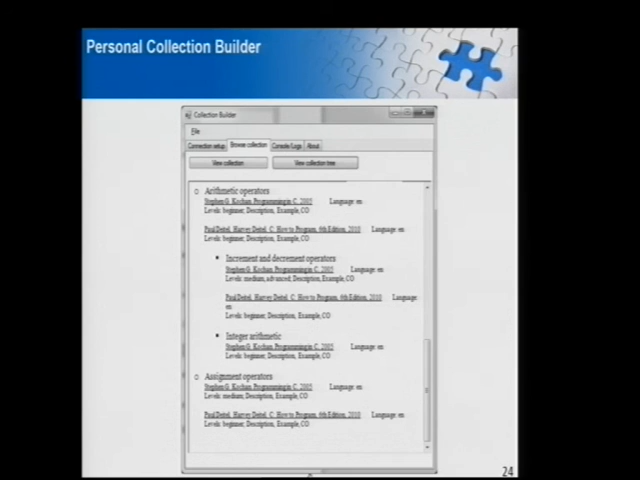 Personal Collection Builder
Collection Builder
File
Connection setup Browse collection Console/Logs About
View collection View collection tree
Arithmetic operators
Stephen G. Kochan. Programming in C, 2005 Language: en
Levels: beginner; Description, Example, CO
Paul Deitel, Harvey Deitel. C: How to Program, 6th Edition, 2010 Language: en
Levels: beginner; Description, Example, CO
Increment and decrement operators
Stephen G. Kochan. Programming in C, 2005 Language: en
Levels: medium, advanced; Description, Example, CO
Paul Deitel, Harvey Deitel. C: How to Program, 6th Edition, 2010 Language:
en
Levels: beginner; Description, Example, CO
Integer arithmetic
Stephen G. Kochan. Programming in C, 2005 Language: en
Levels: beginner; Description, Example, CO
Assignment operators
Stephen G. Kochan. Programming in C, 2005 Language: en
Levels: medium; Description, Example, CO
Paul Deitel, Harvey Deitel. C: How to Program, 6th Edition, 2010 Language: en
Levels: beginner; Description, Example, CO
24